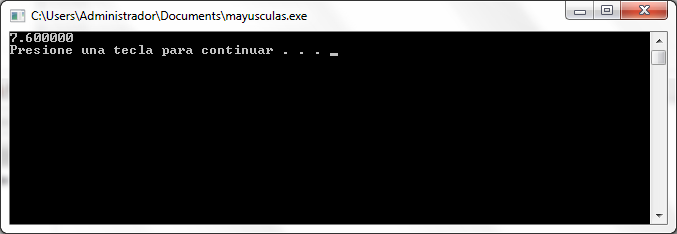 C:\Users\Administrador\Documents\mayusculas.exe
7.600000
Presione una tecla para continuar . . . _